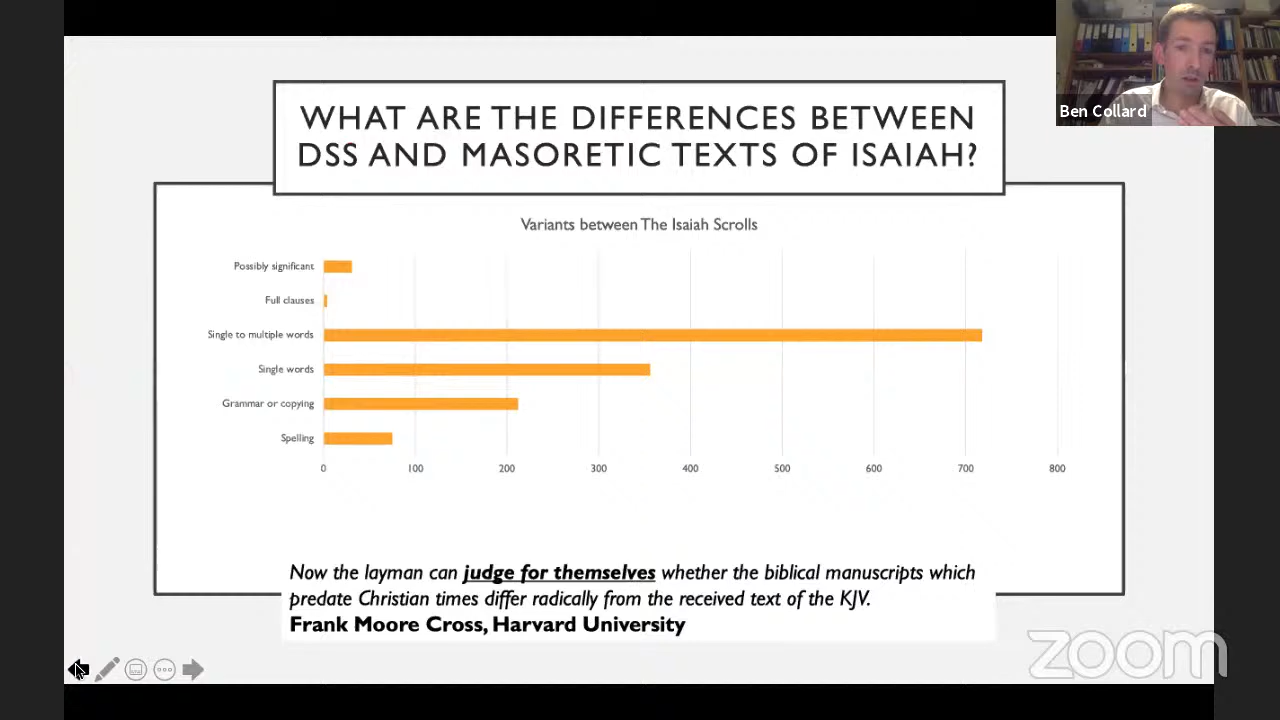 Ben Collard
WHAT ARE THE DIFFERENCES BETWEEN
DSS AND MASORETIC TEXTS OF ISAIAH?
Variants between The Isaiah Scrolls
Possibly significant
Full clauses
Single to multiple words
Single words
Grammar or copying
Spelling
0 100 200 300 400 500 600 700 800
Now the layman can judge for themselves whether the biblical manuscripts which
predate Christian times differ radically from the received text of the KJV.
Frank Moore Cross, Harvard University
zoom